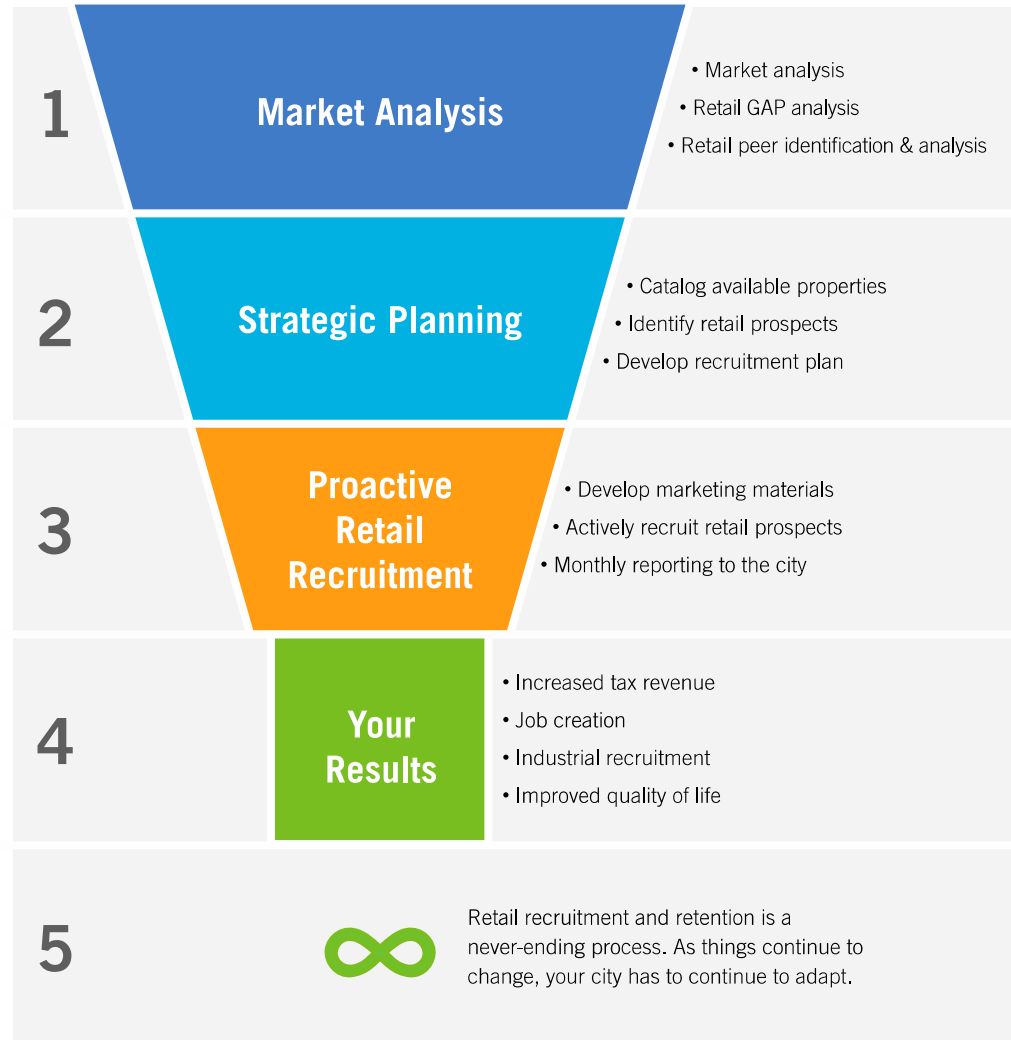 1
Market Analysis
• Market analysis
• Retail GAP analysis
• Retail peer identification & analysis
2
Strategic Planning
• Catalog available properties
• Identify retail prospects
• Develop recruitment plan
3
Proactive
Retail
Recruitment
• Develop marketing materials
• Actively recruit retail prospects
• Monthly reporting to the city
4
Your
Results
• Increased tax revenue
• Job creation
• Industrial recruitment
• Improved quality of life
5
Retail recruitment and retention is a
never-ending process. As things continue to
change, your city has to continue to adapt.